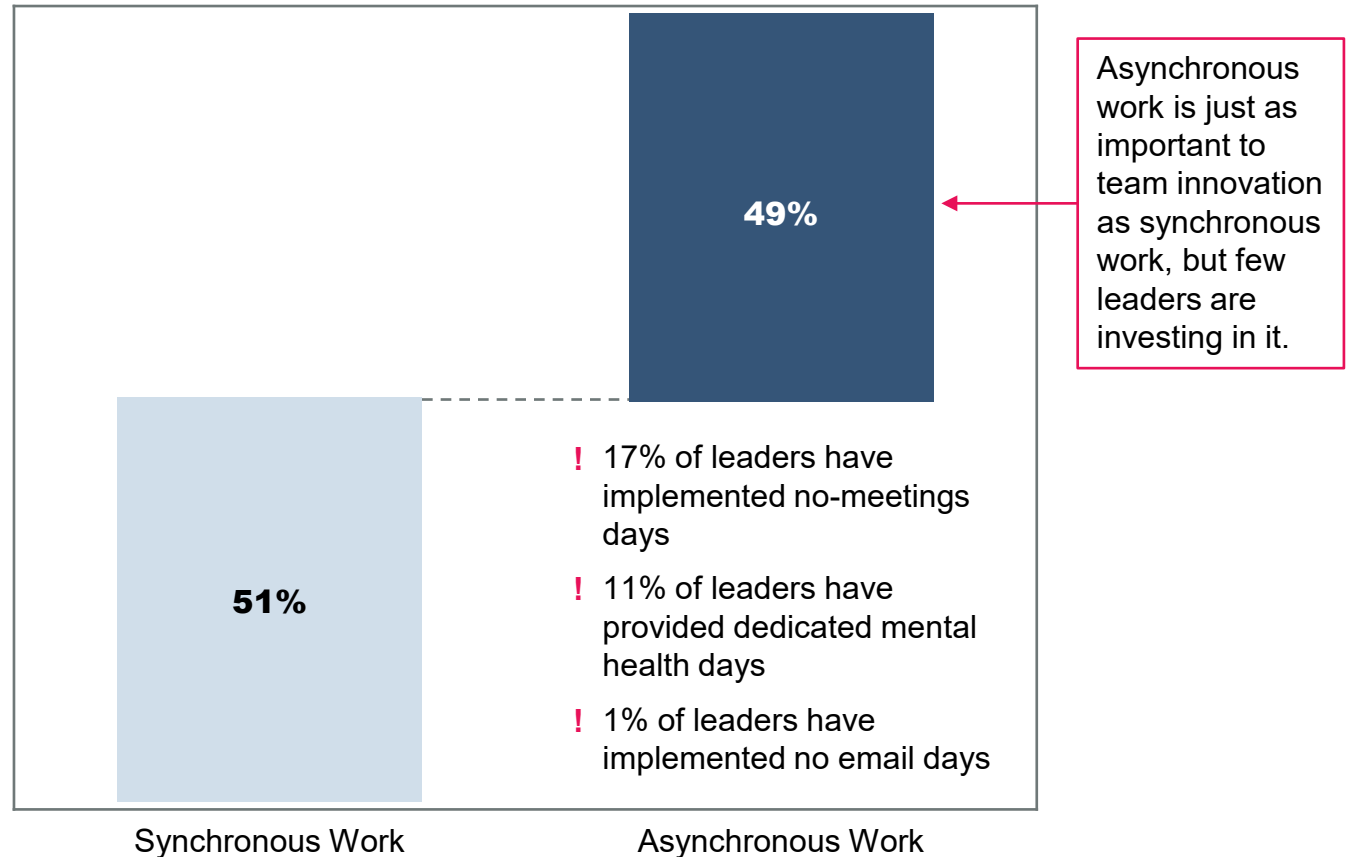 Asynchronous
work is just as
important to
team innovation
as synchronous
work, but few
leaders are
investing in it.
49%
51%
! 17% of leaders have
implemented no-meetings
days
! 11% of leaders have
provided dedicated mental
health days
! 1% of leaders have
implemented no email days
Synchronous Work
Asynchronous Work